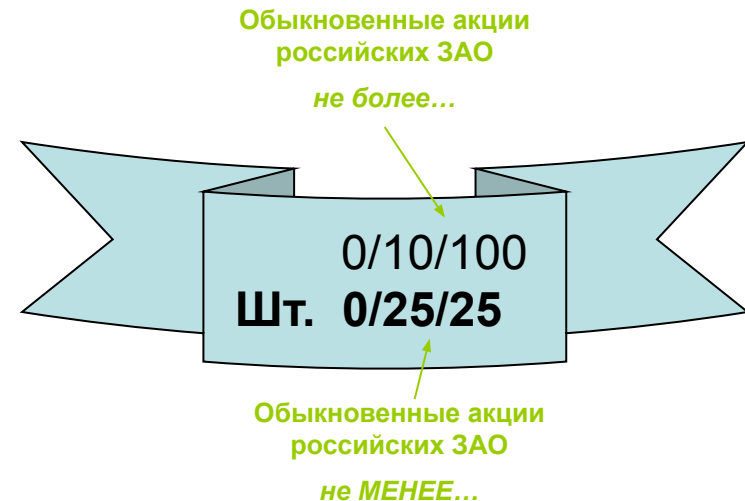 Обыкновенные акции
российских ЗАО
не более…
0/10/100
Шт. 0/25/25
Обыкновенные акции
российских ЗАО
не МЕНЕЕ…